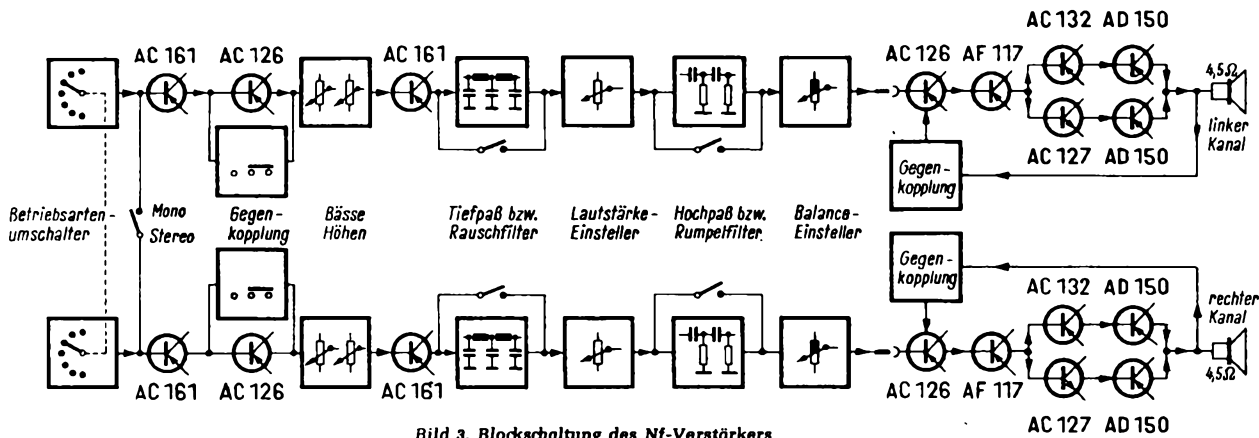 AC 132 AD 150
AC 161 AC 126 AC 161 AC 126 AF 117
4,5Ω
linker
Kanal
AC 127 AD 150
Gegen-
kopplung
Betriebsarten-
umschalter
Mono
Stereo
Gegen-
kopplung
Bässe
Höhen
Tiefpaß bzw.
Rauschfilter
Lautstärke-
Einsteller
Hochpaß bzw.
Rumpelfilter
Balance-
Einsteller
Gegen-
kopplung
AC 132 AD 150
rechter
Kanal
4,5Ω
AC 161 AC 126 AC 161 AC 126 AF 117
AC 127 AD 150
Bild 3. Blockschaltung des Nf-Verstärkers